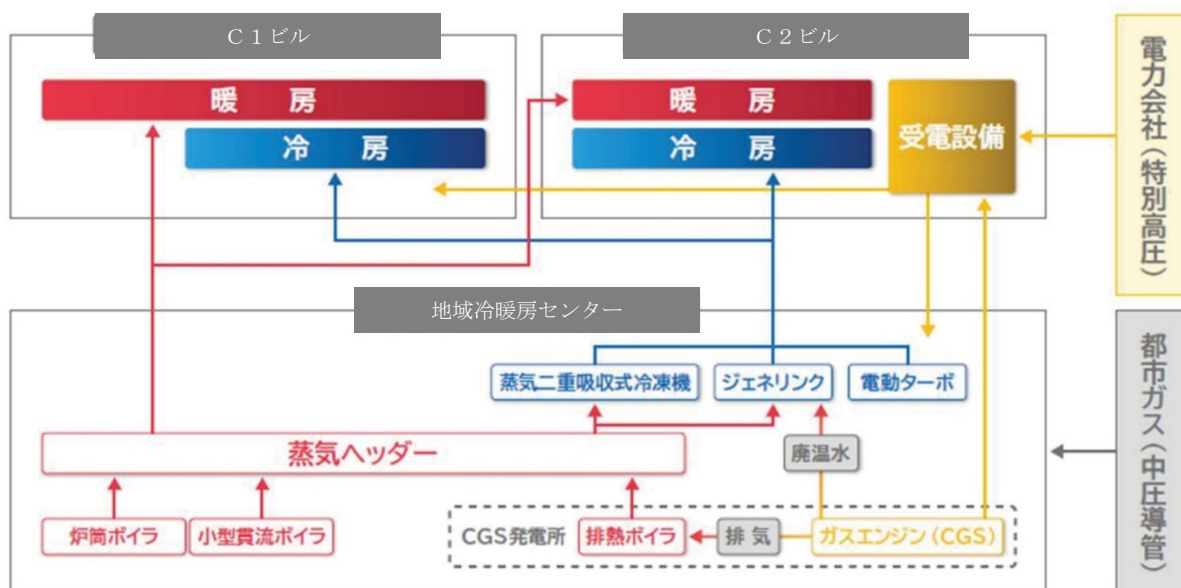 C1ビル
C2ビル
暖 房
冷 房
暖 房
冷 房
受電設備
電力会社（特別高圧）
地域冷暖房センター
蒸気二重吸収式冷凍機
ジェネリンク
電動ターボ
蒸気ヘッダー
廃温水
炉筒ボイラ
小型貫流ボイラ
CGS発電所
排熱ボイラ
排 気
ガスエンジン（CGS）
都市ガス（中圧導管）